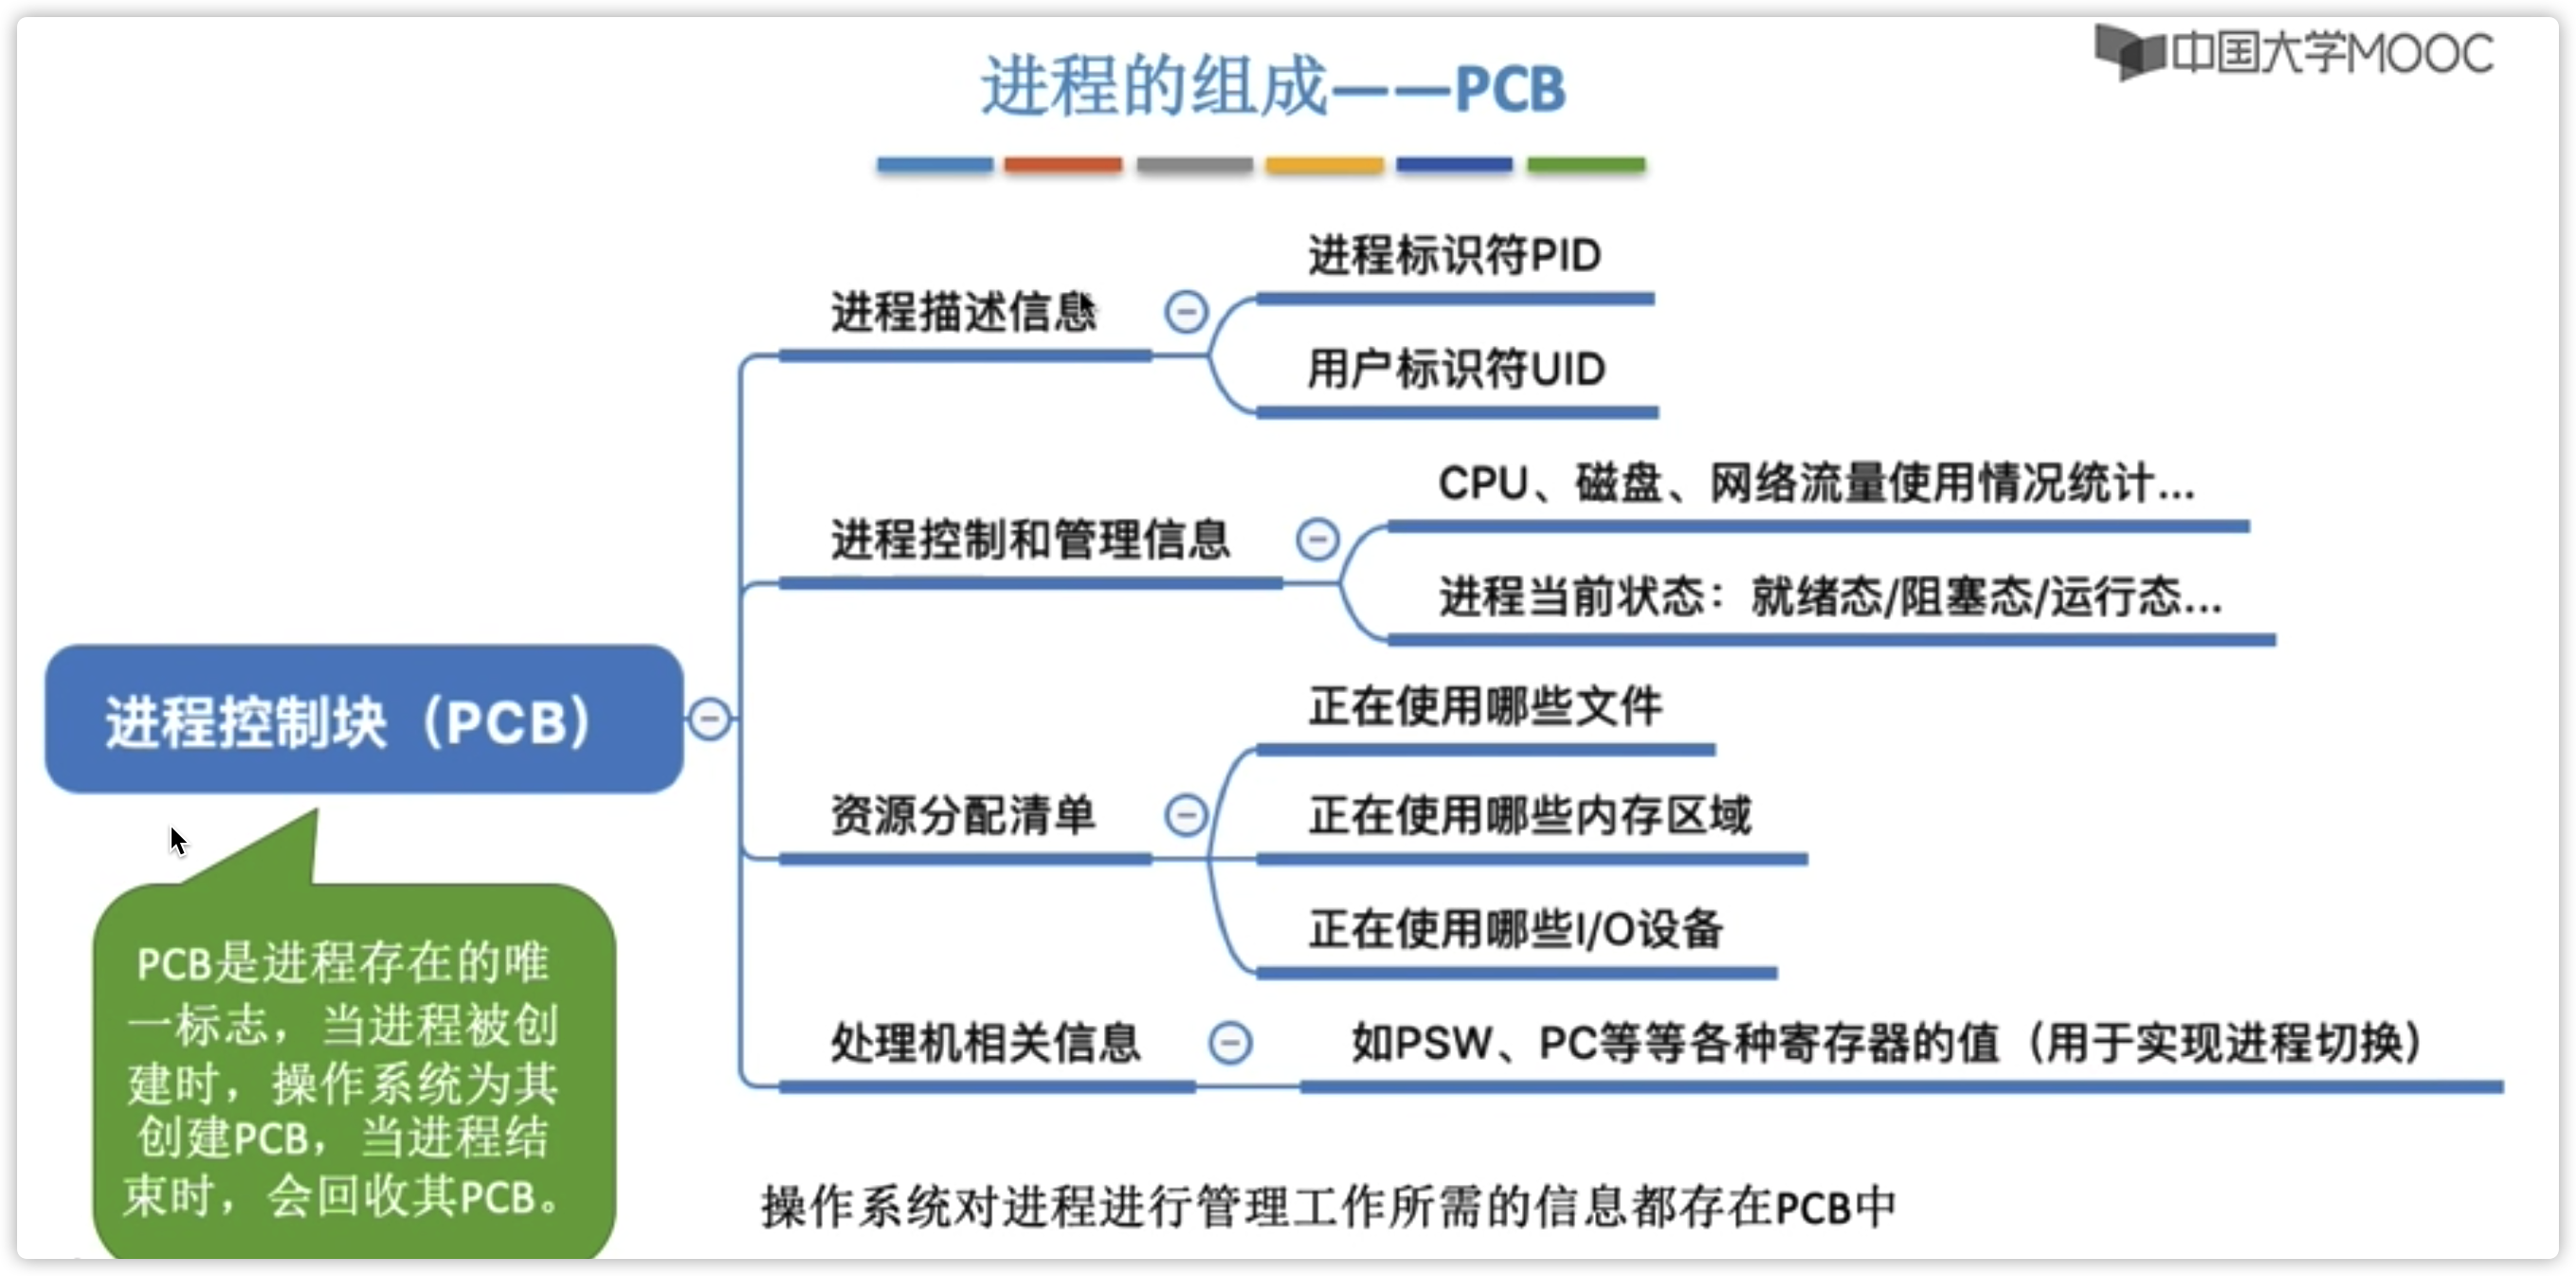 中国大学MOOC
进程的组成——PCB
进程标识符PID
进程描述信息
用户标识符UID
CPU、磁盘、网络流量使用情况统计...
进程控制和管理信息
进程当前状态：就绪态/阻塞态/运行态...
进程控制块（PCB）
正在使用哪些文件
资源分配清单
正在使用哪些内存区域
正在使用哪些I/O设备
处理机相关信息
如PSW、PC等等各种寄存器的值（用于实现进程切换）
PCB是进程存在的唯
一标志，当进程被创
建时，操作系统为其
创建PCB，当进程结
束时，会回收其PCB。
操作系统对进程进行管理工作所需的信息都存在PCB中